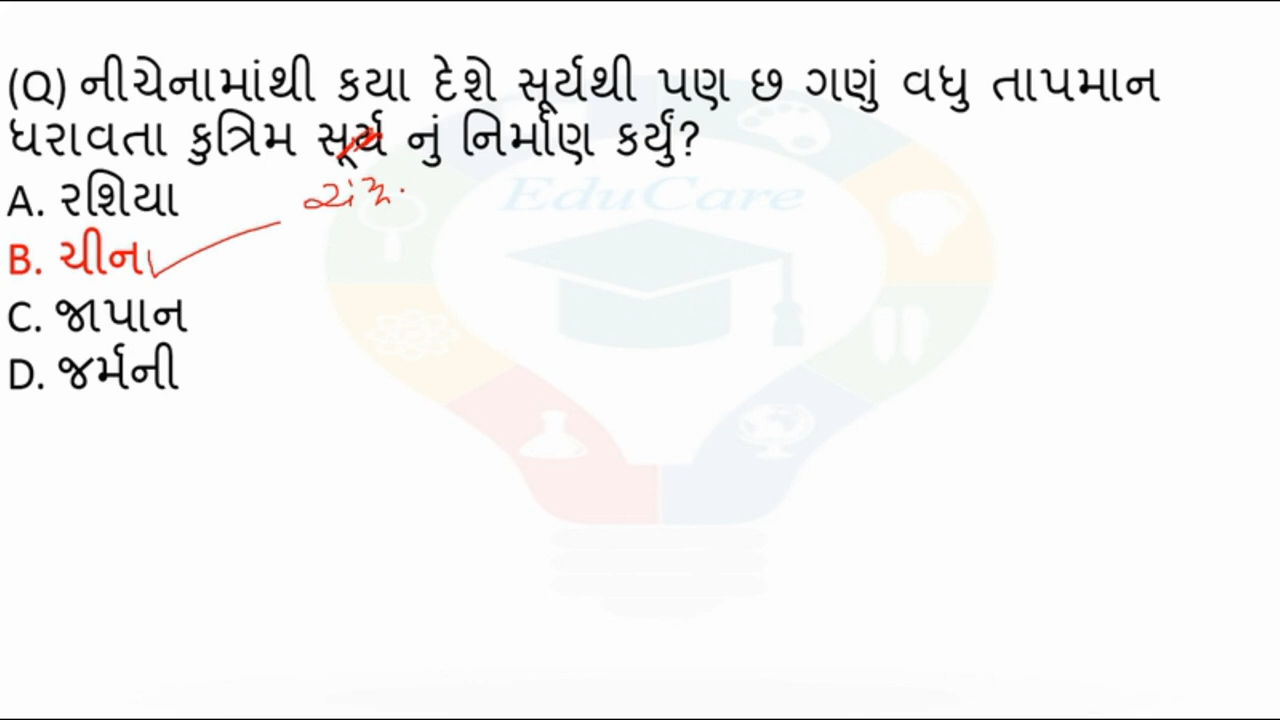 (Q) નીચેનામાંથી કયા દેશે સૂર્યથી પણ છ ગણું વધુ તાપમાન
ધરાવતા કુત્રિમ સૂર્ય નું નિર્માણ કર્યું?
A. રશિયા
EduCare
B. ચીન
C. જાપાન
D. જર્મની